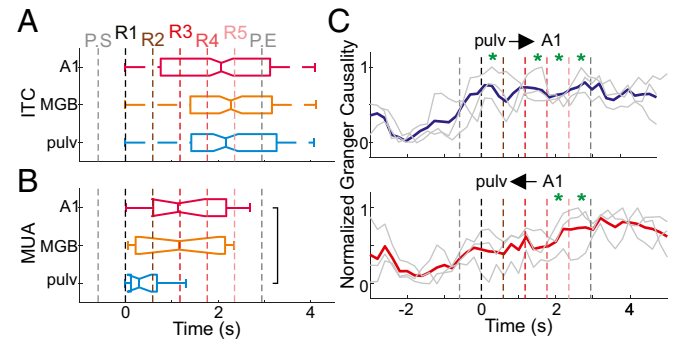 A
P.S R1 R2 R3 R4 R5 P.E
ITC
A1
MGB
pulv
B
MUA
A1
MGB
pulv
0 2 4
Time (s)
C
Normalized Granger Causality
pulv A1
* * * *
1
0
pulv A1
* *
1
0
-2 0 2 4
Time (s)